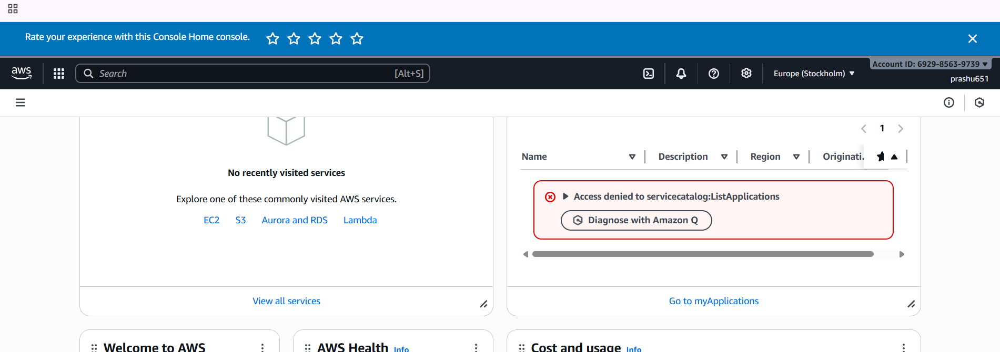 Rate your experience with this Console Home console.
aws
Search [Alt+S]
Europe (Stockholm)
Account ID: 6929-8563-9739
prashu651
No recently visited services
Explore one of these commonly visited AWS services.
EC2 S3 Aurora and RDS Lambda
View all services
1
Name Description Region Originati.
Access denied to servicecatalog:ListApplications
Diagnose with Amazon Q
Go to myApplications
Welcome to AWS
AWS Health Info
Cost and usage Info